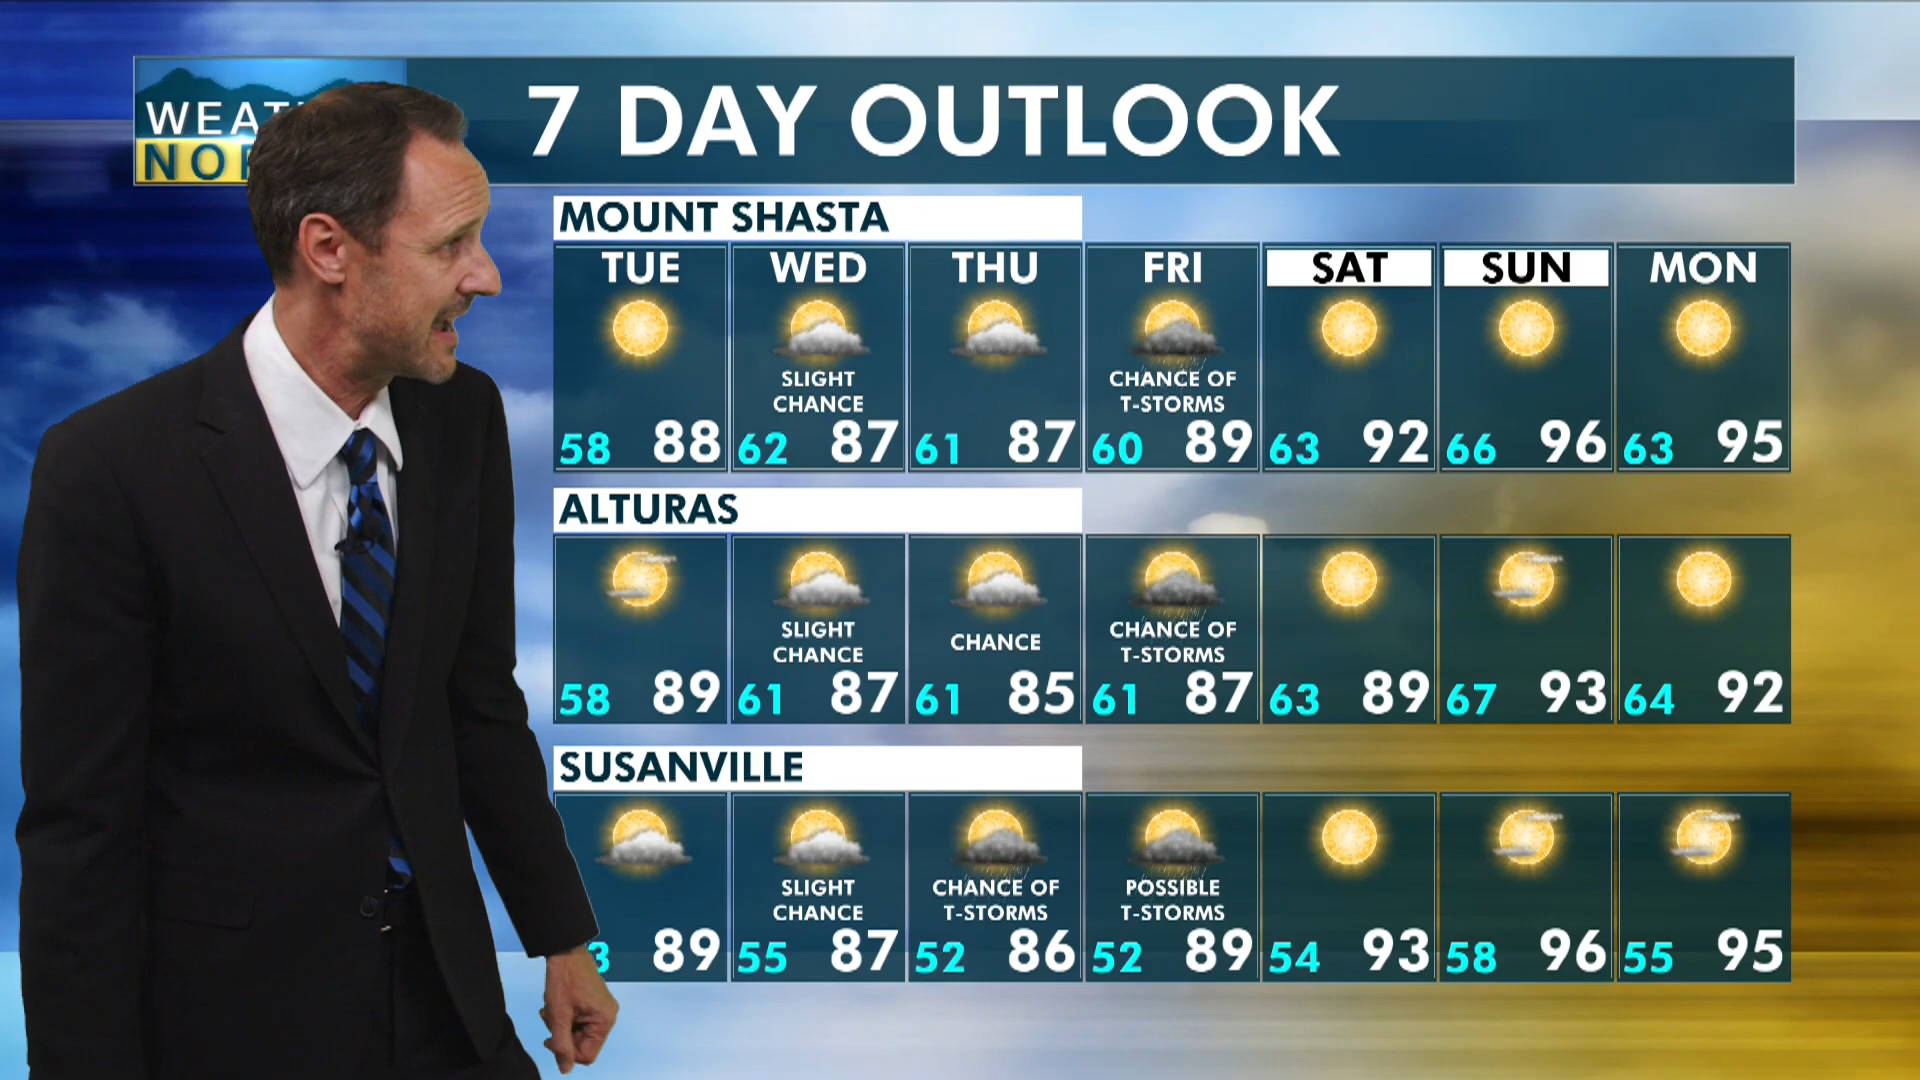 7 DAY OUTLOOK
MOUNT SHASTA
TUE WED THU FRI SAT SUN MON
SLIGHT CHANCE CHANCE OF T-STORMS
58 88 62 87 61 87 60 89 63 92 66 96 63 95
ALTURAS
SLIGHT CHANCE CHANCE CHANCE OF T-STORMS
58 89 61 87 61 85 61 87 63 89 67 93 64 92
SUSANVILLE
SLIGHT CHANCE CHANCE OF T-STORMS POSSIBLE T-STORMS
89 55 87 52 86 52 89 54 93 58 96 55 95